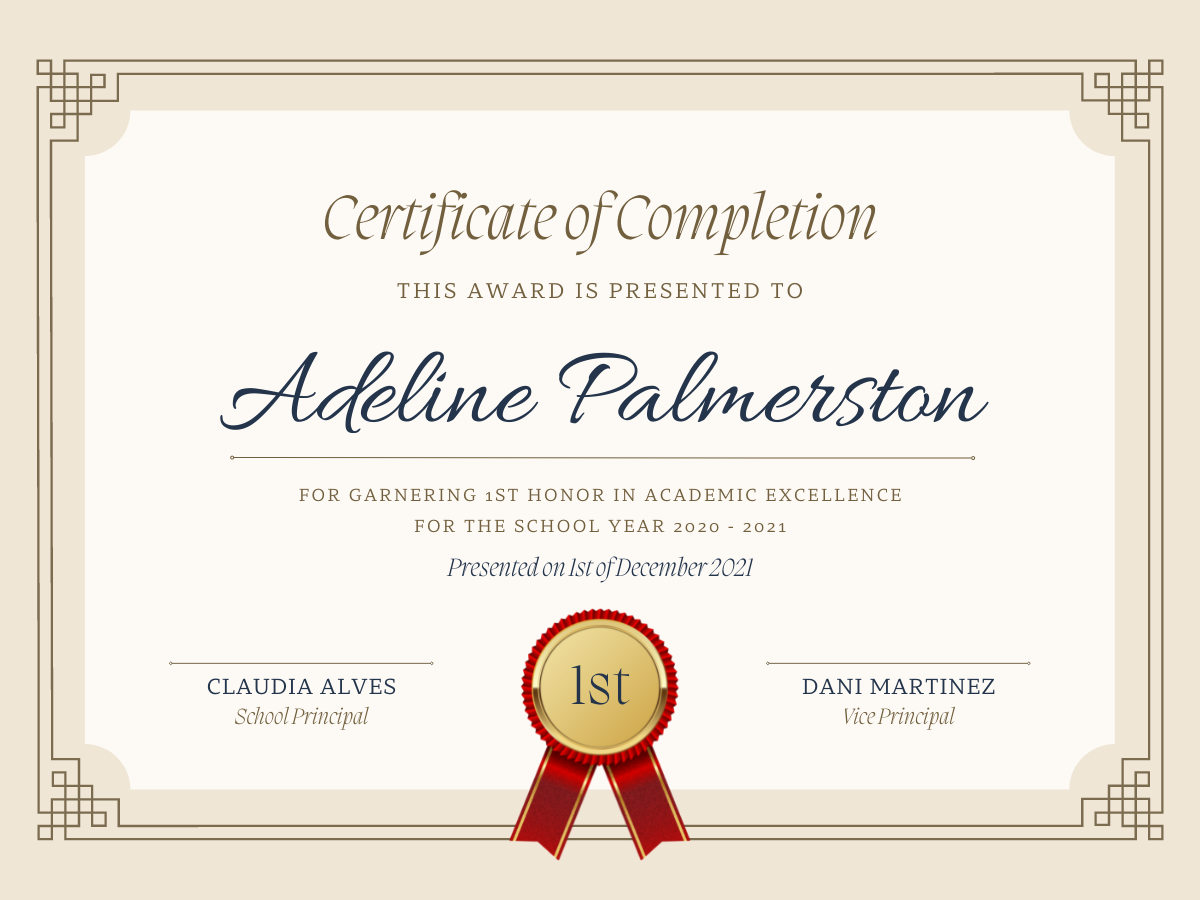 Certificate of Completion
THIS AWARD IS PRESENTED TO
Adeline Palmerston
FOR GARNERING 1ST HONOR IN ACADEMIC EXCELLENCE
FOR THE SCHOOL YEAR 2020 - 2021
Presented on 1st of December 2021
1st
CLAUDIA ALVES
School Principal
DANI MARTINEZ
Vice Principal